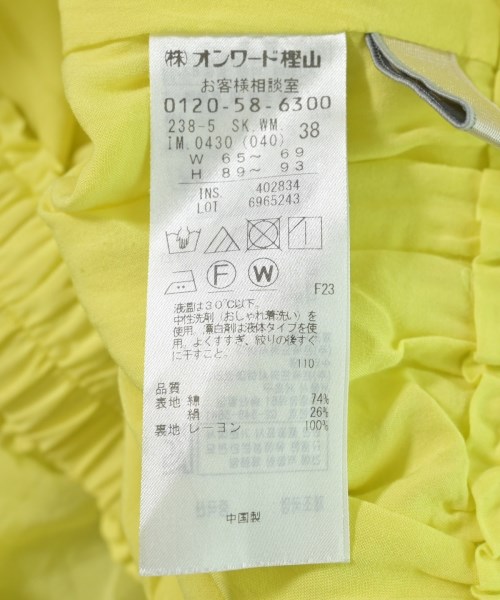 (株) オンワード樫山
お客様相談室
0120-58-6300
238-5 SK.WM. 38
IM.0430 (040)
W 65～ 69
H 89～ 93
INS. 402834
LOT 6965243
F W
F23
液温は30℃以下。
中性洗剤（おしゃれ着洗い）を
使用。漂白剤は液体タイプを使
用。よくすすぎ、絞りの後すぐ
に干すこと。
110
品質
表地 綿 74%
絹 26%
裏地 レーヨン 100%
中国製